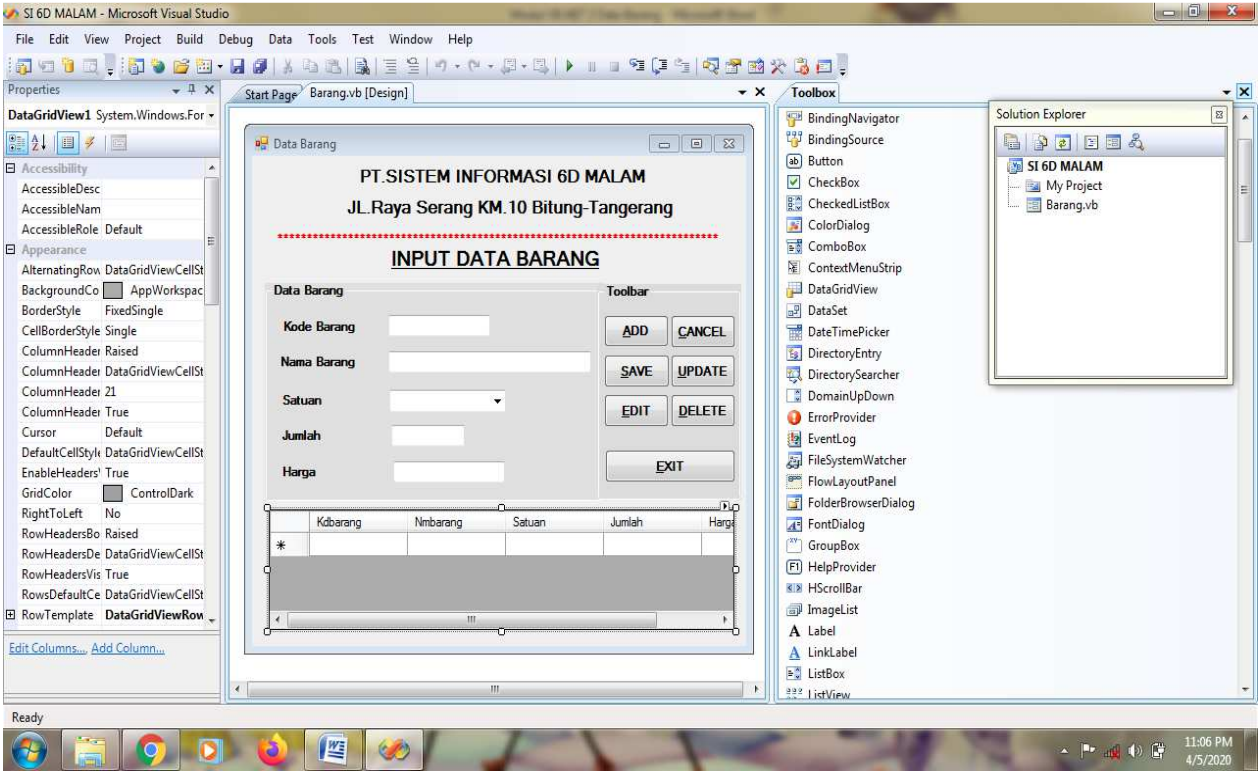 SI 6D MALAM - Microsoft Visual Studio
File Edit View Project Build Debug Data Tools Test Window Help
Properties
DataGridView1 System.Windows.For
Accessibility
AccessibleDesc
AccessibleNam
AccessibleRole Default
Appearance
AlternatingRow DataGridViewCellSt
BackgroundCo AppWorkspac
BorderStyle FixedSingle
CellBorderStyle Single
ColumnHeader Raised
ColumnHeader DataGridViewCellSt
ColumnHeader 21
ColumnHeader True
Cursor Default
DefaultCellStyle DataGridViewCellSt
EnableHeadersV True
GridColor ControlDark
RightToLeft No
RowHeadersBo Raised
RowHeadersDe DataGridViewCellSt
RowHeadersVis True
RowsDefaultCe DataGridViewCellSt
RowTemplate DataGridViewRow
Edit Columns..., Add Column...
Start Page Barang.vb [Design]
Data Barang
PT.SISTEM INFORMASI 6D MALAM
JL.Raya Serang KM.10 Bitung-Tangerang
INPUT DATA BARANG
Data Barang
Kode Barang
Nama Barang
Satuan
Jumlah
Harga
Toolbar
ADD CANCEL
SAVE UPDATE
EDIT DELETE
EXIT
Kdbarang Nmbarang Satuan Jumlah Harga
Toolbox
BindingNavigator
BindingSource
Button
CheckBox
CheckedListBox
ColorDialog
ComboBox
ContextMenuStrip
DataGridView
DataSet
DateTimePicker
DirectoryEntry
DirectorySearcher
DomainUpDown
ErrorProvider
EventLog
FileSystemWatcher
FlowLayoutPanel
FolderBrowserDialog
FontDialog
GroupBox
HelpProvider
HScrollBar
ImageList
Label
LinkLabel
ListBox
ListView
Solution Explorer
SI 6D MALAM
My Project
Barang.vb
Ready
11:06 PM
4/5/2020